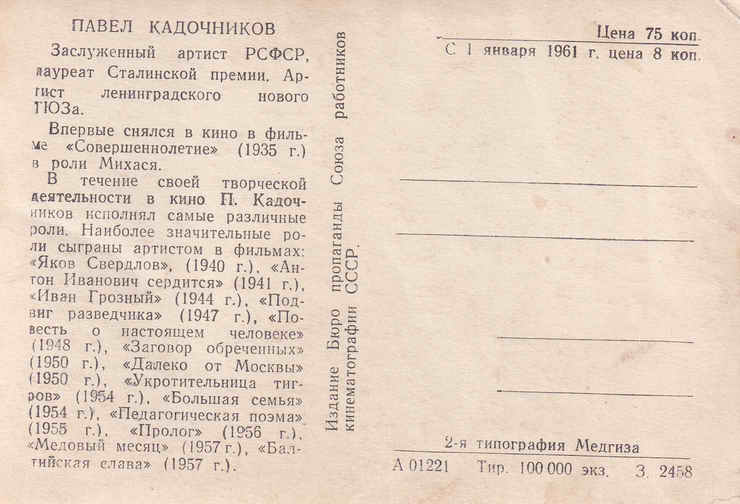 ПАВЕЛ КАДОЧНИКОВ
Заслуженный артист РСФСР,
лауреат Сталинской премии. Ар-
тист ленинградского нового
ТЮЗа.
Впервые снялся в кино в филь-
ме «Совершеннолетие» (1935 г.)
в роли Михася.
В течение своей творческой
деятельности в кино П. Кадоч-
ников исполнял самые различные
роли. Наиболее значительные ро-
ли сыграны артистом в фильмах:
«Яков Свердлов», (1940 г.), «Ан-
тон Иванович сердится» (1941 г.),
«Иван Грозный» (1944 г.), «Под-
виг разведчика» (1947 г.), «По-
весть о настоящем человеке»
(1948 г.), «Заговор обреченных»
(1950 г.), «Далеко от Москвы»
(1950 г.), «Укротительница тиг-
ров» (1954 г.), «Большая семья»
(1954 г.), «Педагогическая поэма»
(1955 г.), «Пролог» (1956 г.),
«Медовый месяц» (1957 г.), «Бал-
тийская слава» (1957 г.).
Издание Бюро пропаганды Союза работников
кинематографии СССР.
Цена 75 коп.
С 1 января 1961 г. цена 8 коп.
2-я типография Медгиза
А 01221 Тир. 100 000 экз. З. 2458